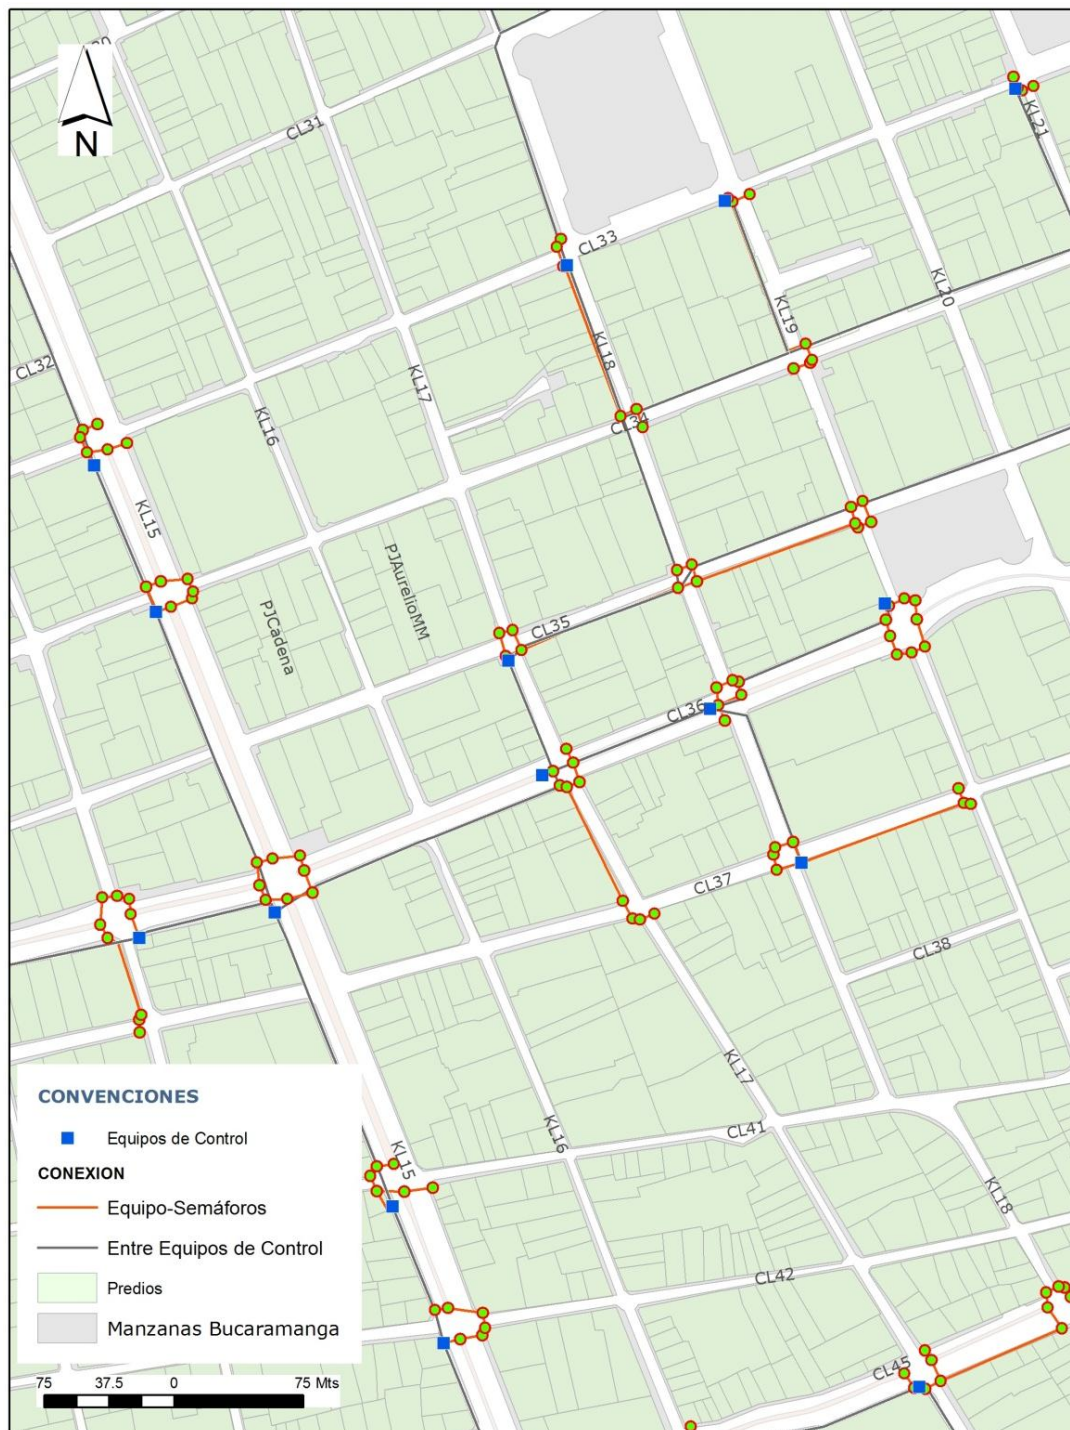 CL31
KL21
CL33
KL20
KL19
KL18
CL32
KL17
KL16
CL34
KL15
PJAurelioMM
PJCadena
CL35
CL36
CL37
CL38
KL17
KL16
CL41
KL15
KL18
CL42
CL45
N
CONVENCIONES
Equipos de Control
CONEXION
Equipo-Semáforos
Entre Equipos de Control
Predios
Manzanas Bucaramanga
75 37.5 0 75 Mts